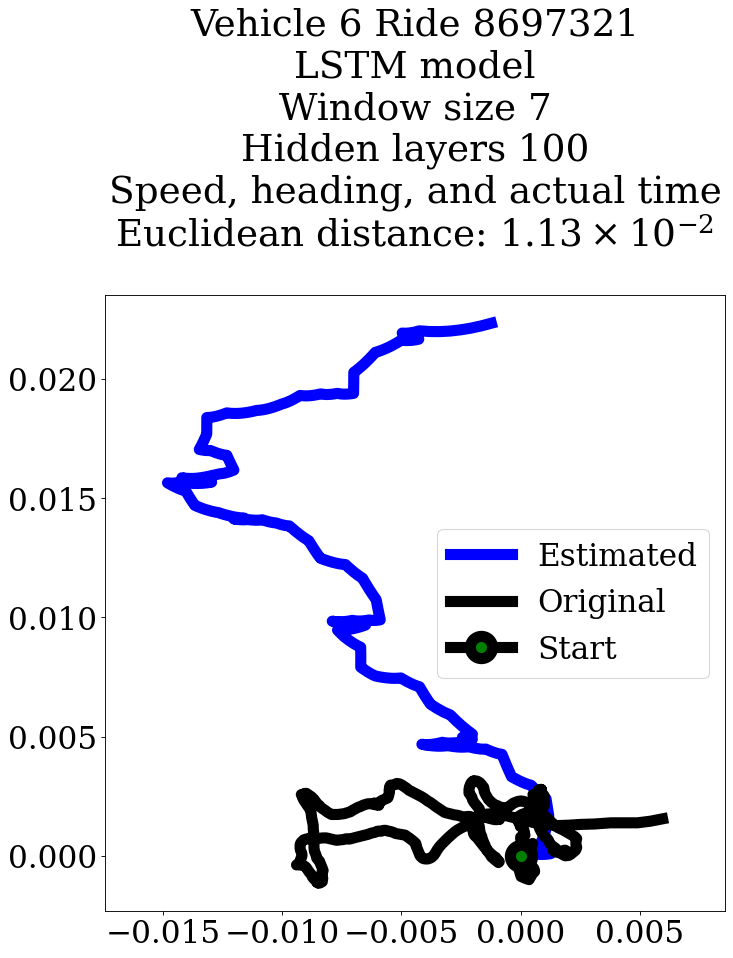 Vehicle 6 Ride 8697321
LSTM model
Window size 7
Hidden layers 100
Speed, heading, and actual time
Euclidean distance: 1.13 × 10⁻²
0.020
0.015
Estimated
Original
0.010
Start
0.005
0.000
−0.015 −0.010 −0.005 0.000 0.005